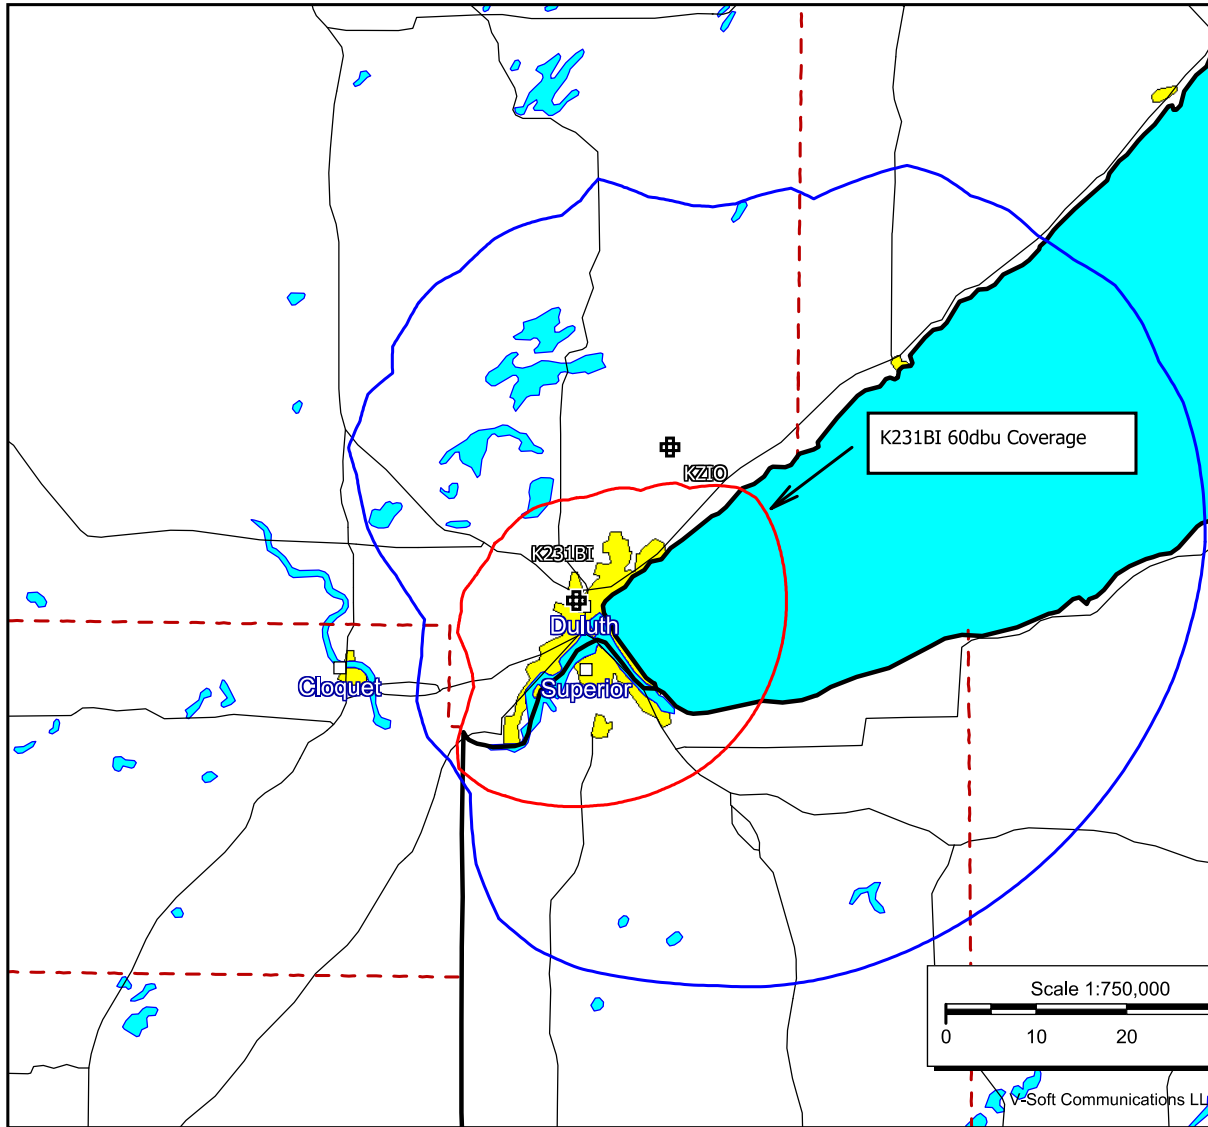 K231BI 60dbu Coverage
KZIO
K231BI
Duluth
Cloquet
Superior
Scale 1:750,000
0 10 20
V-Soft Communications LL